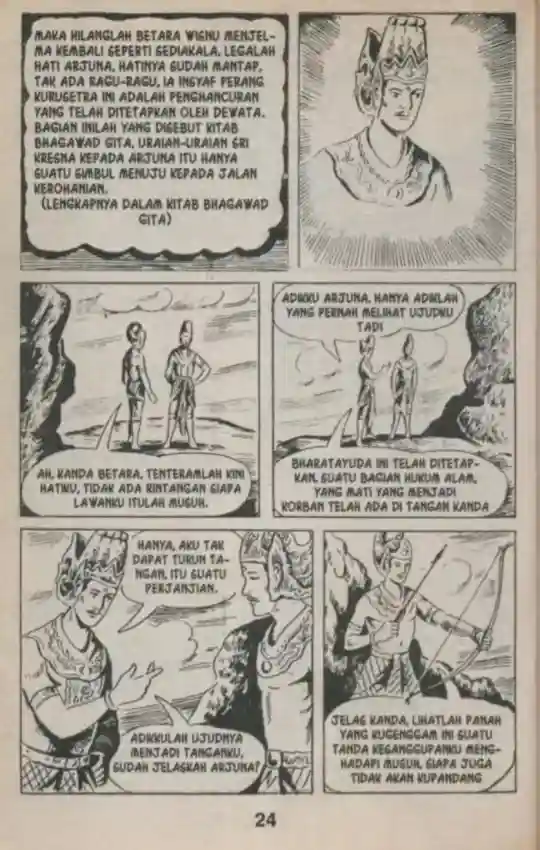 MAKA HILANGLAH BETARA WISNU MENJEL-
MA KEMBALI SEPERTI SEDIAKALA. LEGALAH
HATI ARJUNA, HATINYA SUDAH MANTAP,
TAK ADA RAGU-RAGU, IA INSYAF PERANG
KURUSETRA INI ADALAH PENGHANCURAN
YANG TELAH DITETAPKAN OLEH DEWATA.
BAGIAN INILAH YANG DISEBUT KITAB
BHAGAWAD GITA. URAIAN-URAIAN SRI
KRESNA KEPADA ARJUNA ITU HANYA
SUATU SIMBUL MENUJU KEPADA JALAN
KEROHANIAN.
(LENGKAPNYA DALAM KITAB BHAGAWAD
GITA)
AH, KANDA BETARA, TENTERAMLAH KINI
HATIKU, TIDAK ADA RINTANGAN SIAPA
LAWANKU ITULAH MUSUH.
ADIKKU ARJUNA, HANYA ADIKLAH
YANG PERNAH MELIHAT UJUDKU
TADI
BHARATAYUDA INI TELAH DITETAP-
KAN, SUATU BAGIAN HUKUM ALAM,
YANG MATI YANG MENJADI
KORBAN TELAH ADA DI TANGAN KANDA
HANYA, AKU TAK
DAPAT TURUN TA-
NGAN, ITU SUATU
PERJANJIAN.
ADIKKULAH UJUDNYA
MENJADI TANGANKU,
SUDAH JELASKAH ARJUNA?
JELAS KANDA, LIHATLAH PANAH
YANG KUGENGGAM INI SUATU
TANDA KESANGGUPANKU MENG-
HADAPI MUSUH, SIAPA JUGA
TIDAK AKAN KUPANDANG
24